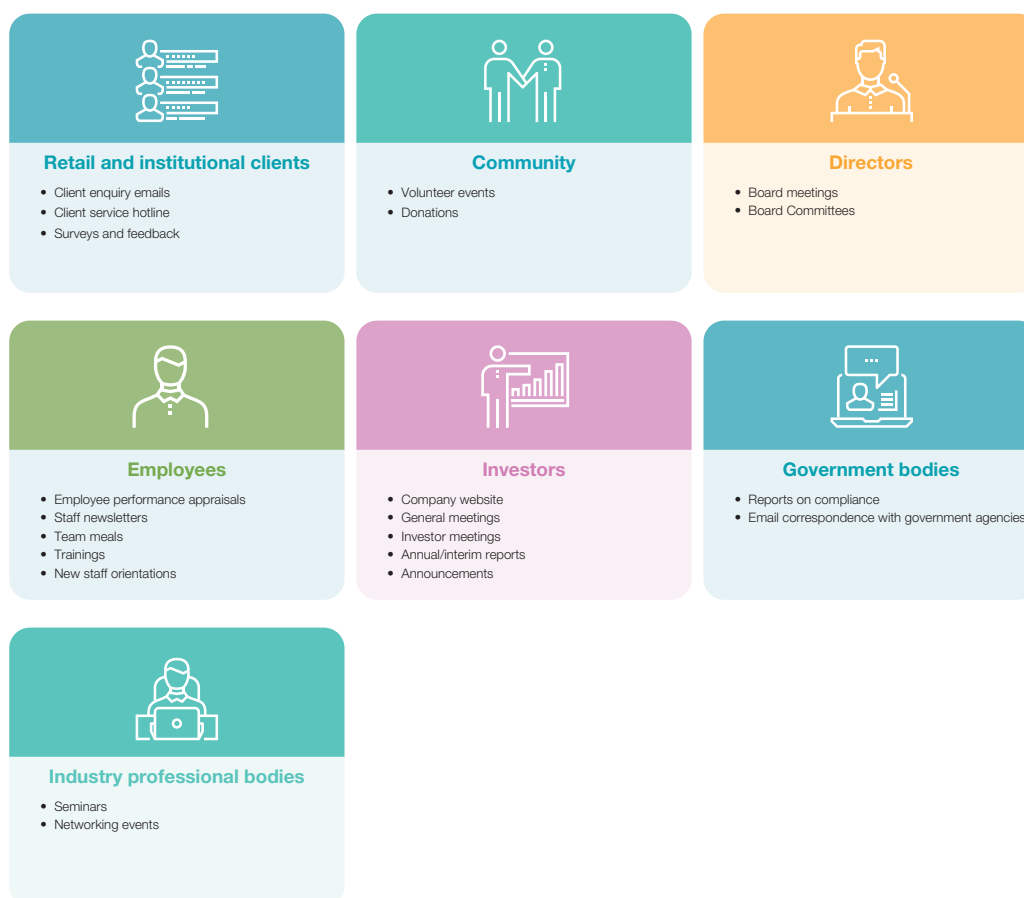 Retail and institutional clients
• Client enquiry emails
• Client service hotline
• Surveys and feedback
Community
• Volunteer events
• Donations
Directors
• Board meetings
• Board Committees
Employees
• Employee performance appraisals
• Staff newsletters
• Team meals
• Trainings
• New staff orientations
Investors
• Company website
• General meetings
• Investor meetings
• Annual/interim reports
• Announcements
Government bodies
• Reports on compliance
• Email correspondence with government agencies
Industry professional bodies
• Seminars
• Networking events